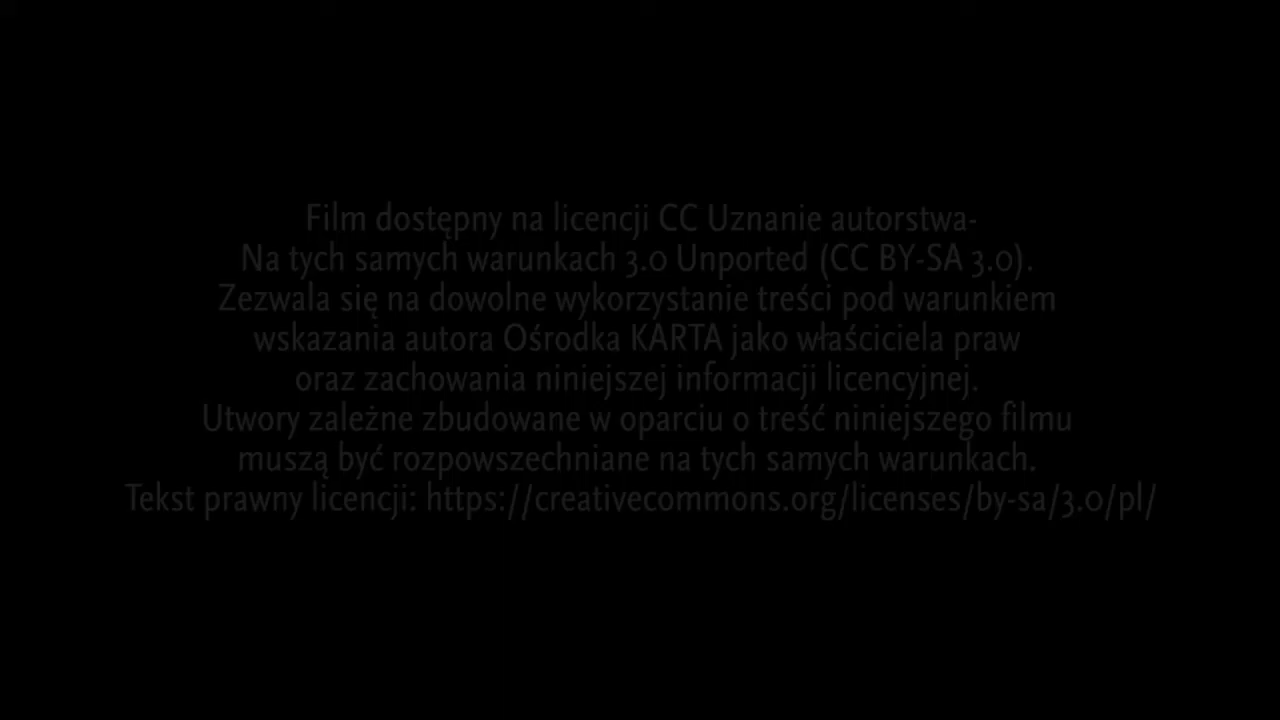 Film dostępny na licencji CC Uznanie autorstwa-
Na tych samych warunkach 3.0 Unported (CC BY-SA 3.0).
Zezwala się na dowolne wykorzystanie treści pod warunkiem
wskazania autora Ośrodka KARTA jako właściciela praw
oraz zachowania niniejszej informacji licencyjnej.
Utwory zależne zbudowane w oparciu o treść niniejszego filmu
muszą być rozpowszechniane na tych samych warunkach.
Tekst prawny licencji: https://creativecommons.org/licenses/by-sa/3.0/pl/